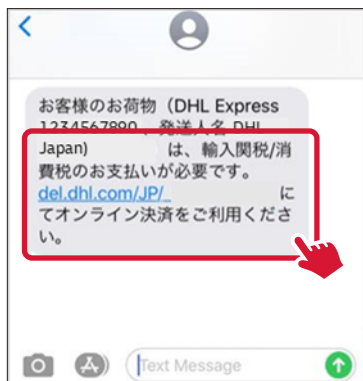 お客様のお荷物（DHL Express
1234567890 、発送人名 DHL
Japan) は、輸入関税/消
費税のお支払いが必要です。
del.dhl.com/JP/ に
てオンライン決済をご利用くださ
い。
Text Message